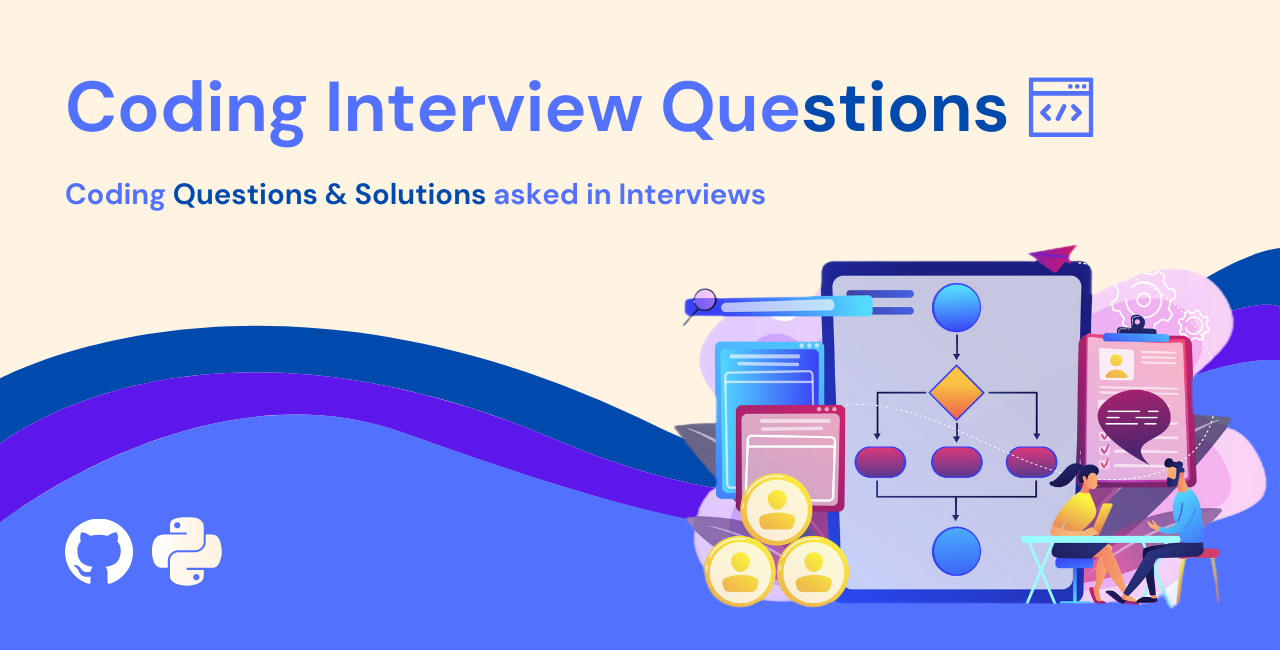 Coding Interview Questions
</>
Coding Questions & Solutions asked in Interviews